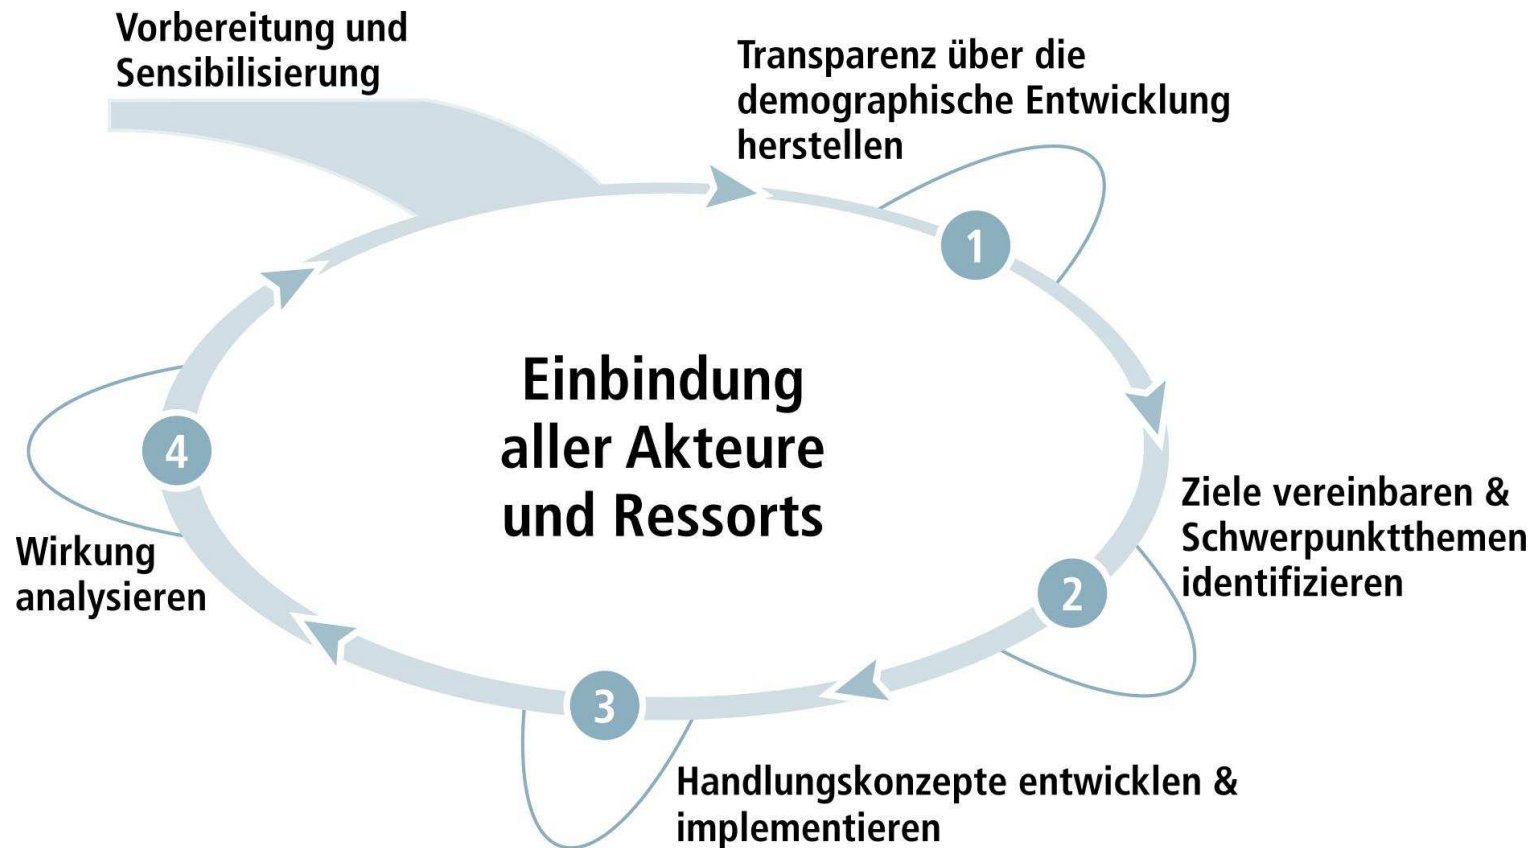 Vorbereitung und
Sensibilisierung
Transparenz über die
demographische Entwicklung
herstellen
1
Einbindung
aller Akteure
und Ressorts
4
Ziele vereinbaren &
Schwerpunktthemen
identifizieren
Wirkung
analysieren
2
3
Handlungskonzepte entwicklen &
implementieren